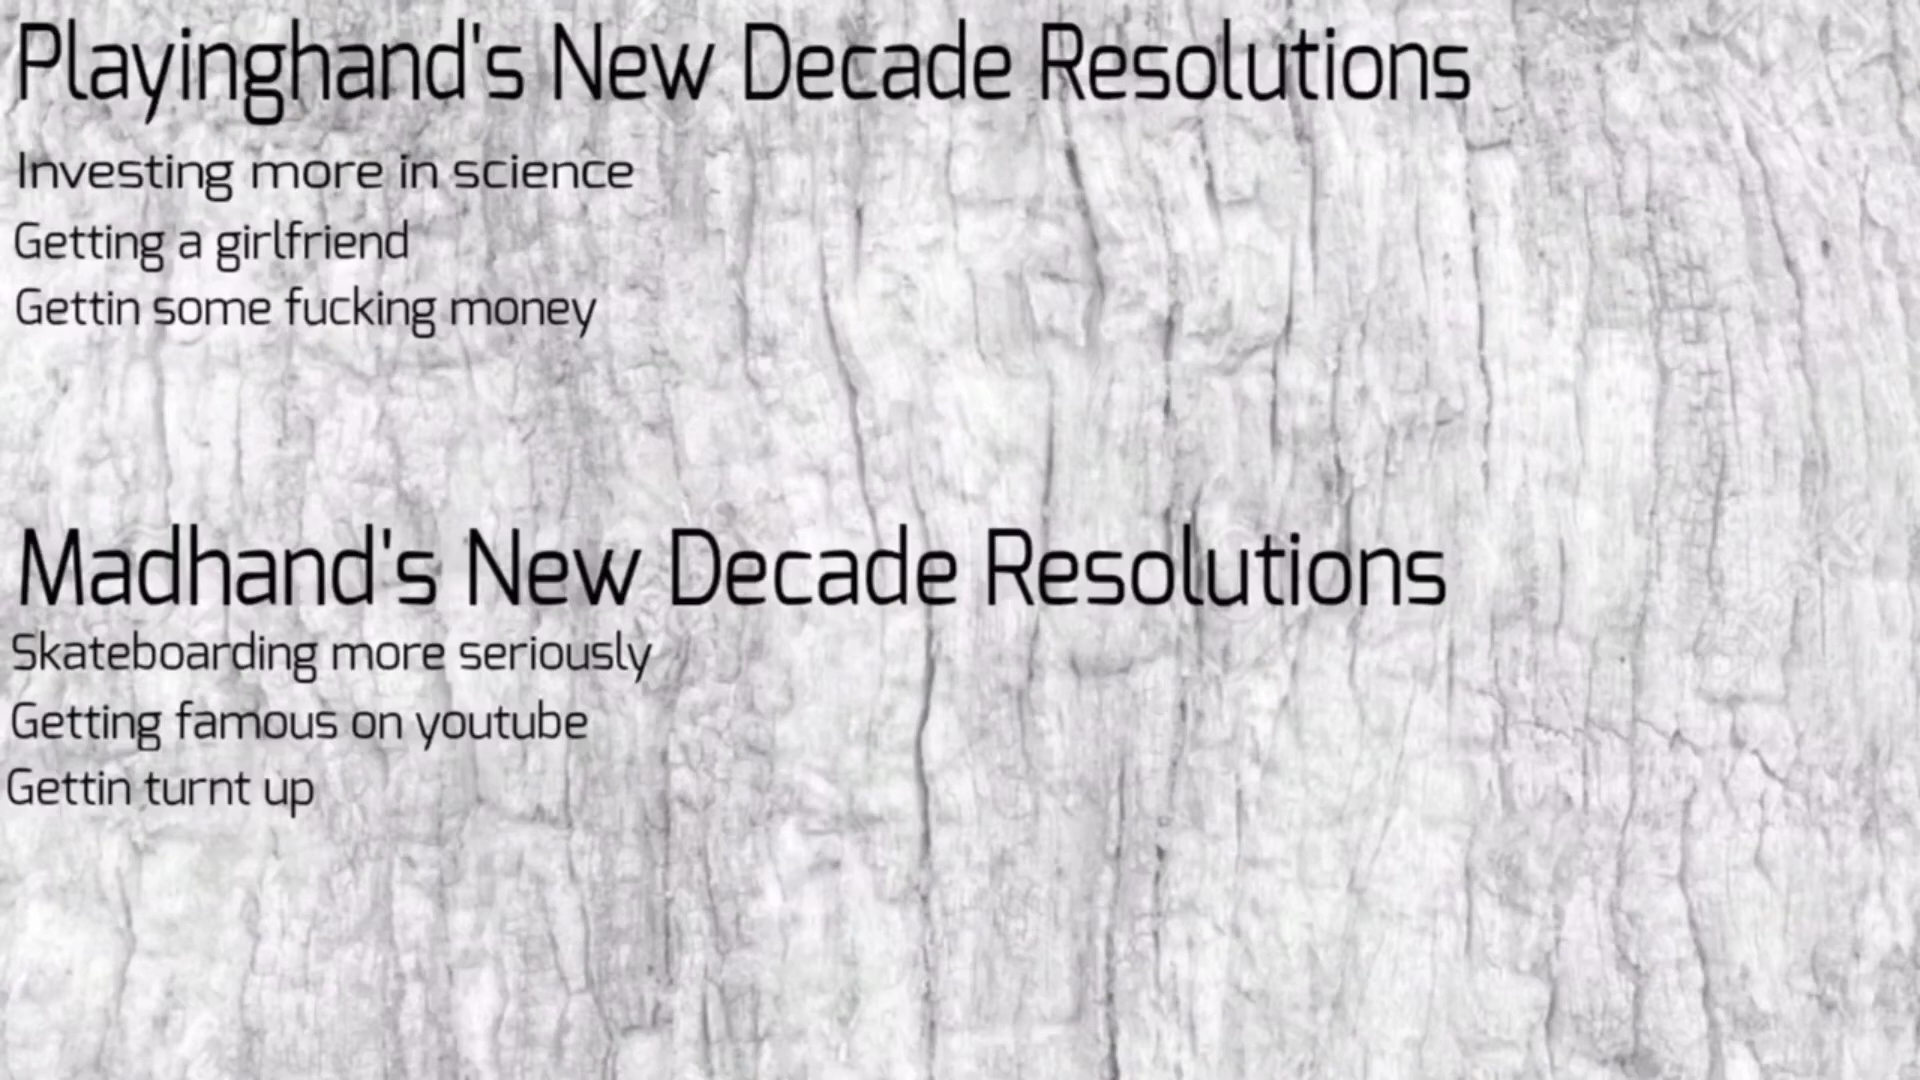 Playinghand's New Decade Resolutions
Investing more in science
Getting a girlfriend
Gettin some fucking money
Madhand's New Decade Resolutions
Skateboarding more seriously
Getting famous on youtube
Gettin turnt up